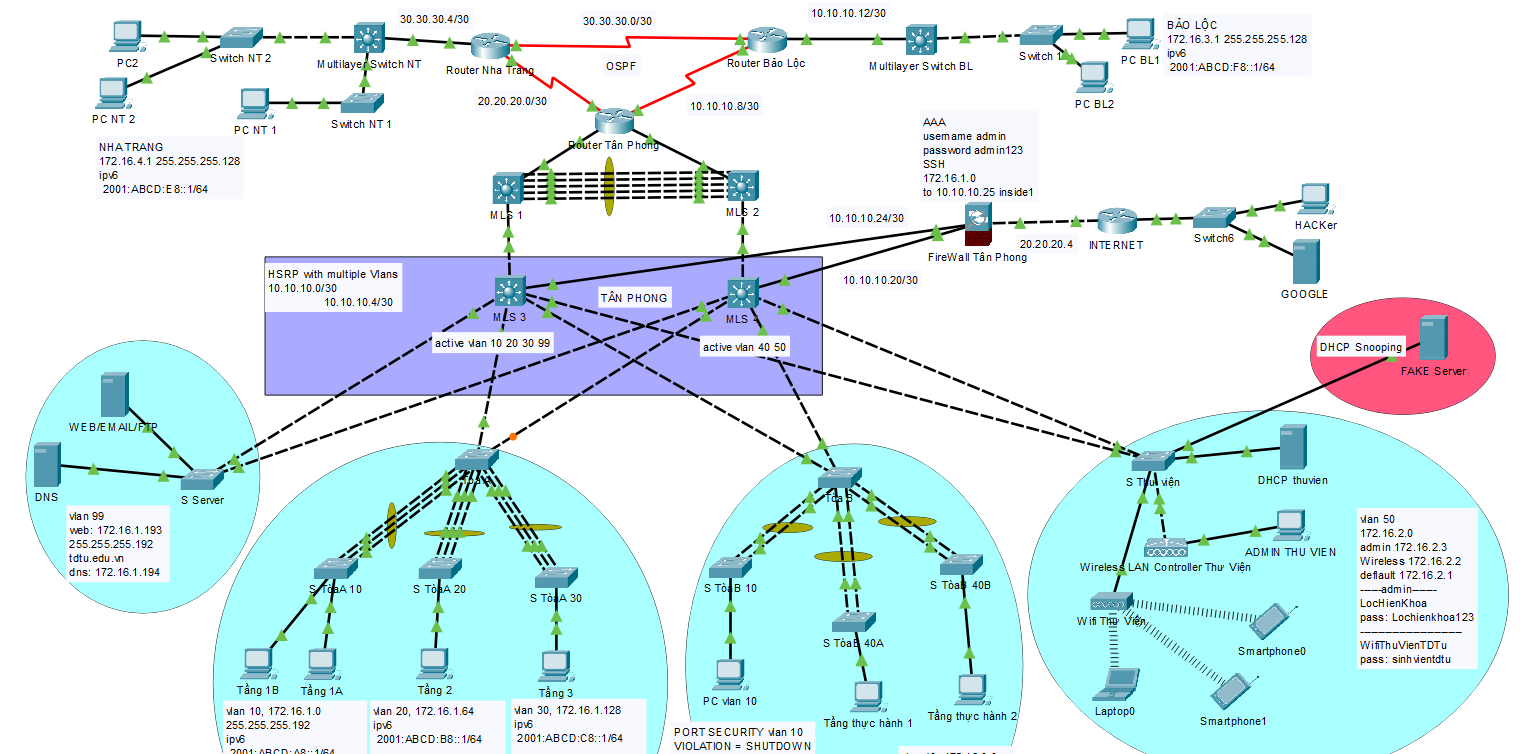 30.30.30.4/30
30.30.30.0/30
10.10.10.12/30
BẢO LỘC
172.16.3.1 255.255.255.128
ipv6
2001:ABCD:F8::1/64
PC2
Switch NT 2
Multilayer Switch NT
Router Nha Trang
OSPF
Router Bảo Lộc
Multilayer Switch BL
Switch 1
PC BL1
PC BL2
PC NT 2
PC NT 1
Switch NT 1
20.20.20.0/30
10.10.10.8/30
Router Tân Phong
NHA TRANG
172.16.4.1 255.255.255.128
ipv6
2001:ABCD:E8::1/64
AAA
username admin
password admin123
SSH
172.16.1.0
to 10.10.10.25 inside1
MLS 1
MLS 2
10.10.10.24/30
FireWall Tân Phong
20.20.20.4
INTERNET
Switch6
HACKer
GOOGLE
10.10.10.20/30
HSRP with multiple Vlans
10.10.10.0/30
10.10.10.4/30
TÂN PHONG
MLS 3
MLS
active vlan 10 20 30 99
active vlan 40 50
DHCP Snooping
FAKE Server
WEB/EMAIL/FTP
DNS
S Server
vlan 99
web: 172.16.1.193
255.255.255.192
tdtu.edu.vn
dns: 172.16.1.194
S TòaA 10
S TòaA 20
S TòaA 30
Tầng 1B
Tầng 1A
Tầng 2
Tầng 3
vlan 10, 172.16.1.0
255.255.255.192
ipv6
2001:ABCD:A8::1/64
vlan 20, 172.16.1.64
ipv6
2001:ABCD:B8::1/64
vlan 30, 172.16.1.128
ipv6
2001:ABCD:C8::1/64
Tòa B
S TòaB 10
S TòaB 40A
S TòaB 40B
PC vlan 10
Tầng thực hành 1
Tầng thực hành 2
PORT SECURITY vlan 10
VIOLATION = SHUTDOWN
S Thư viện
DHCP thuvien
Wireless LAN Controller Thư Viện
ADMIN THU VIEN
Wifi Thư Viện
Smartphone0
Laptop0
Smartphone1
vlan 50
172.16.2.0
admin 172.16.2.3
Wireless 172.16.2.2
default 172.16.2.1
------admin------
LocHienKhoa
pass: Lochienkhoa123
--------------------------
WifiThuVienTDTu
pass: sinhvientdtu